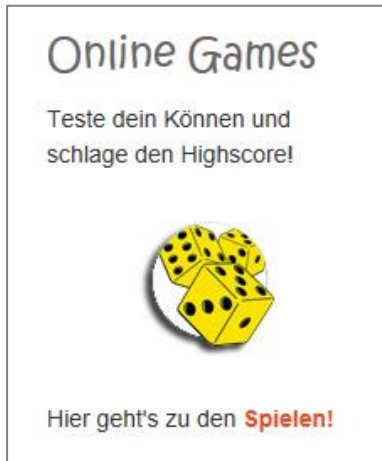 Online Games
Teste dein Können und
schlage den Highscore!
Hier geht's zu den Spielen!